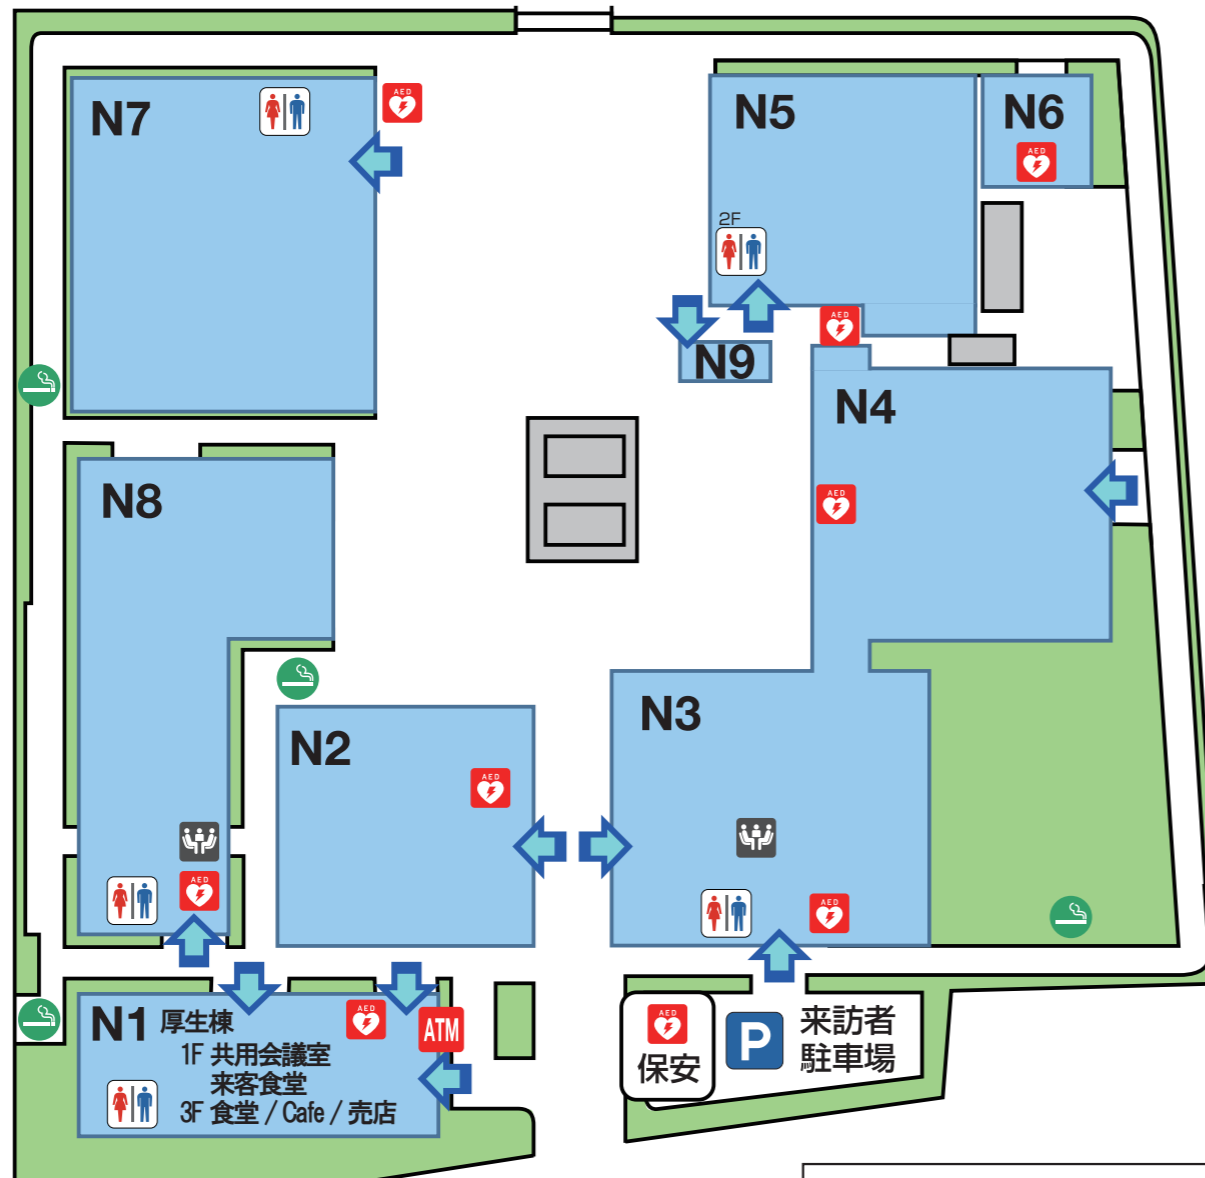 N7
AED
N5
N6
AED
2F
AED
N9
N4
N8
AED
N3
N2
AED
AED
AED
N1 厚生棟
AED
ATM
1F 共用会議室
来客食堂
3F 食堂 / Cafe / 売店
AED
保安
P
来訪者
駐車場